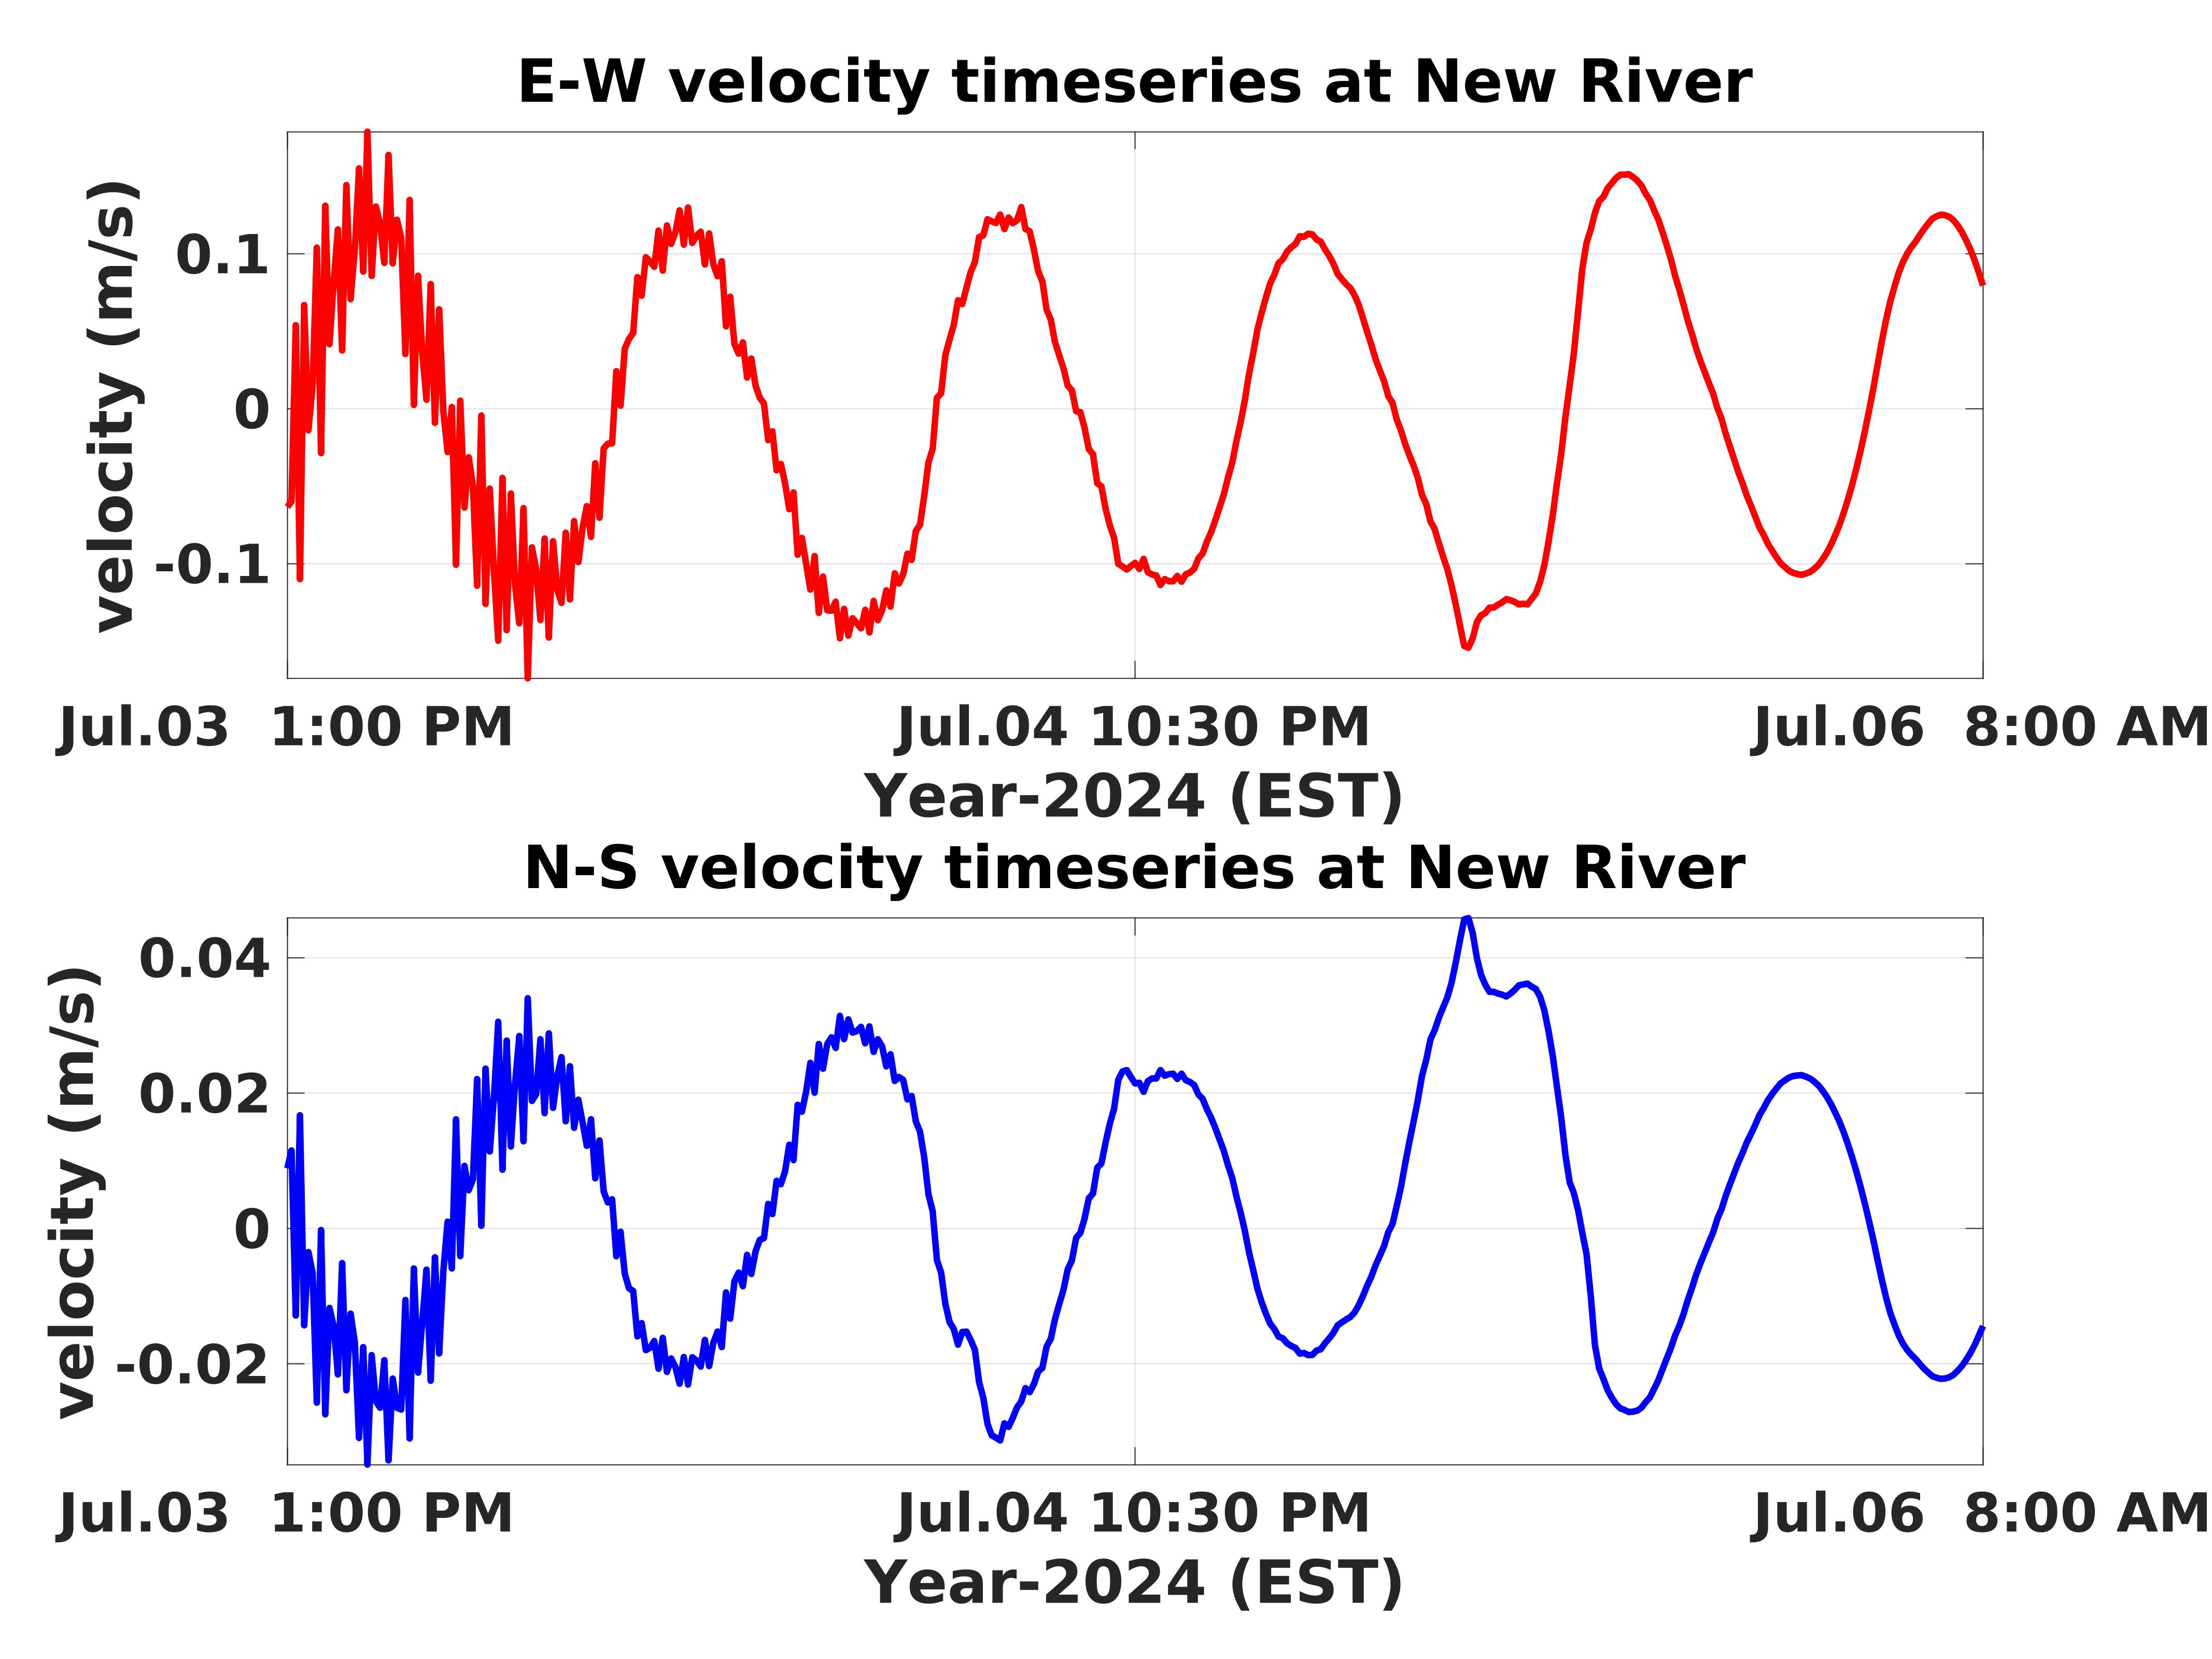 E-W velocity timeseries at New River
velocity (m/s)
0.1
0
-0.1
Jul.03  1:00 PM
Jul.04 10:30 PM
Jul.06  8:00 AM
Year-2024 (EST)
N-S velocity timeseries at New River
velocity (m/s)
0.04
0.02
0
-0.02
Jul.03  1:00 PM
Jul.04 10:30 PM
Jul.06  8:00 AM
Year-2024 (EST)